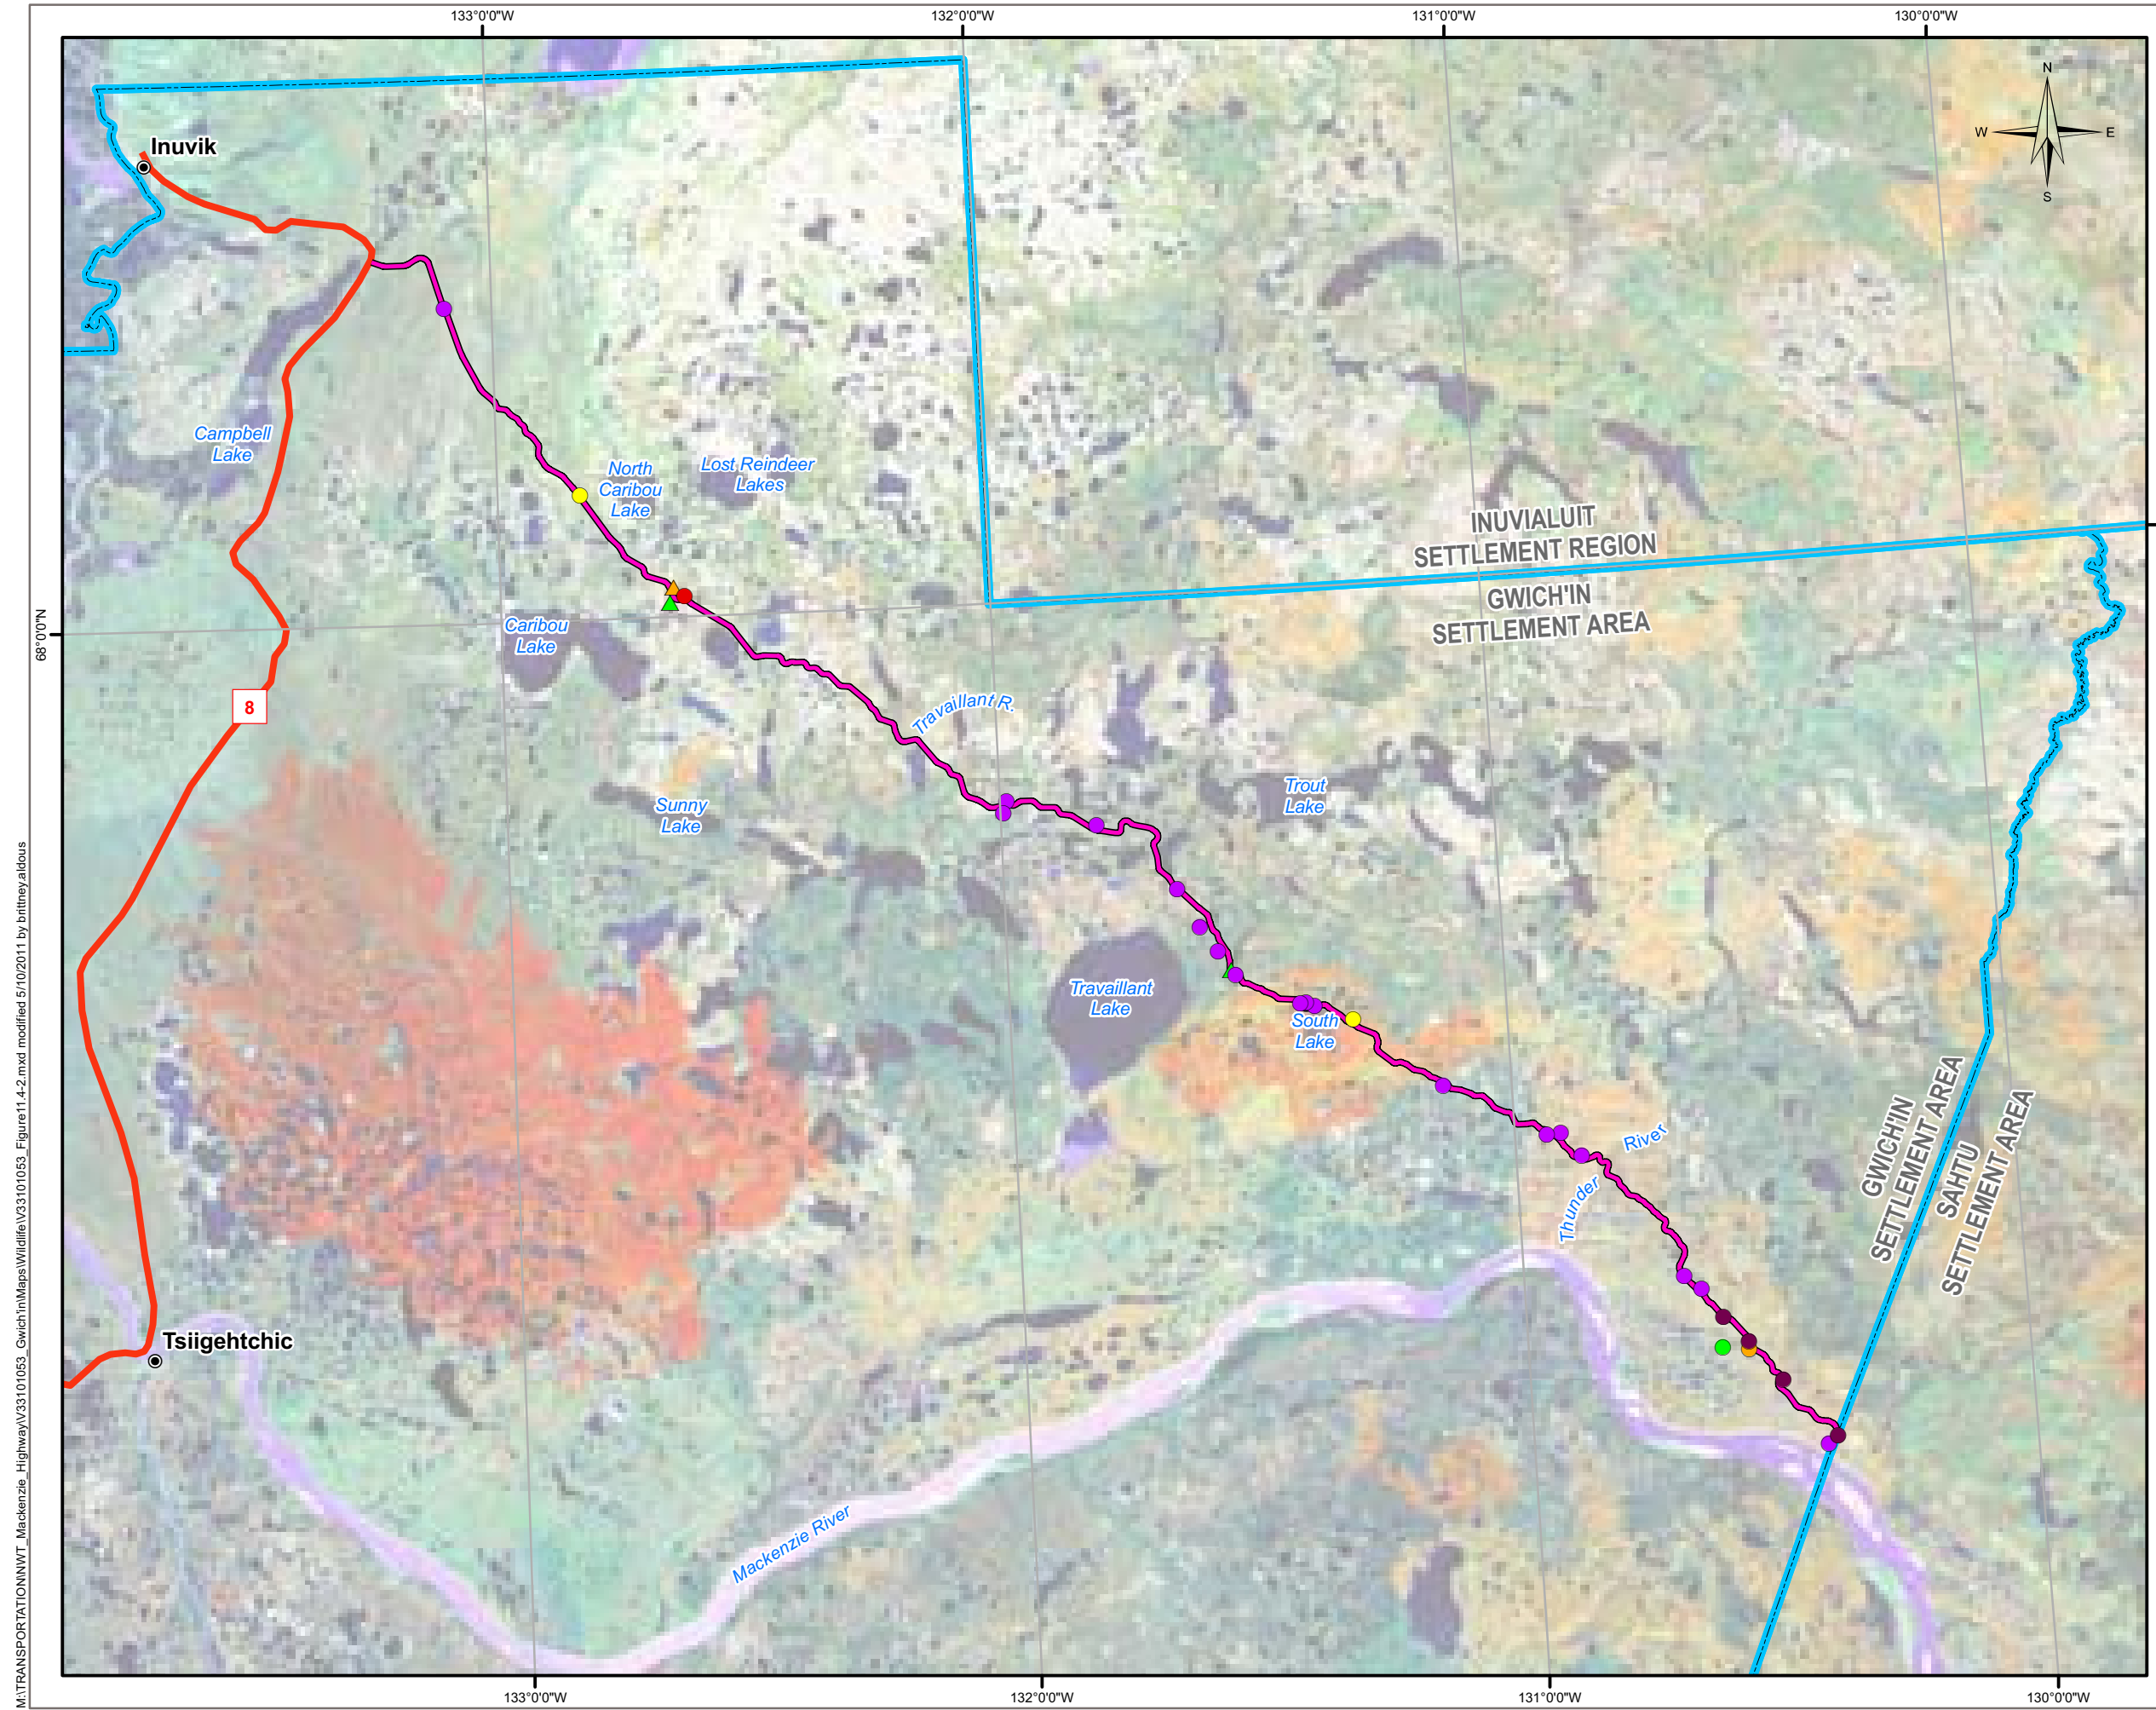 133°0'0"W
132°0'0"W
131°0'0"W
130°0'0"W
N
W
E
S
Inuvik
Campbell
Lake
North
Caribou
Lake
Lost Reindeer
Lakes
INUVIALUIT
SETTLEMENT REGION
GWICH'IN
SETTLEMENT AREA
68°0'0"N
Caribou
Lake
8
Travaillant R.
Sunny
Lake
Trout
Lake
Travaillant
Lake
South
Lake
River
Thunder
GWICH'IN
SETTLEMENT AREA
SAHTU
SETTLEMENT AREA
Tsiigehtchic
Mackenzie River
133°0'0"W
132°0'0"W
131°0'0"W
130°0'0"W
M:\TRANSPORTATION\NWT_Mackenzie_Highway\V33101053_Gwich'in\Maps\Wildlife\V33101053_Figure11.4-2.mxd modified 5/10/2011 by brittney.aldous